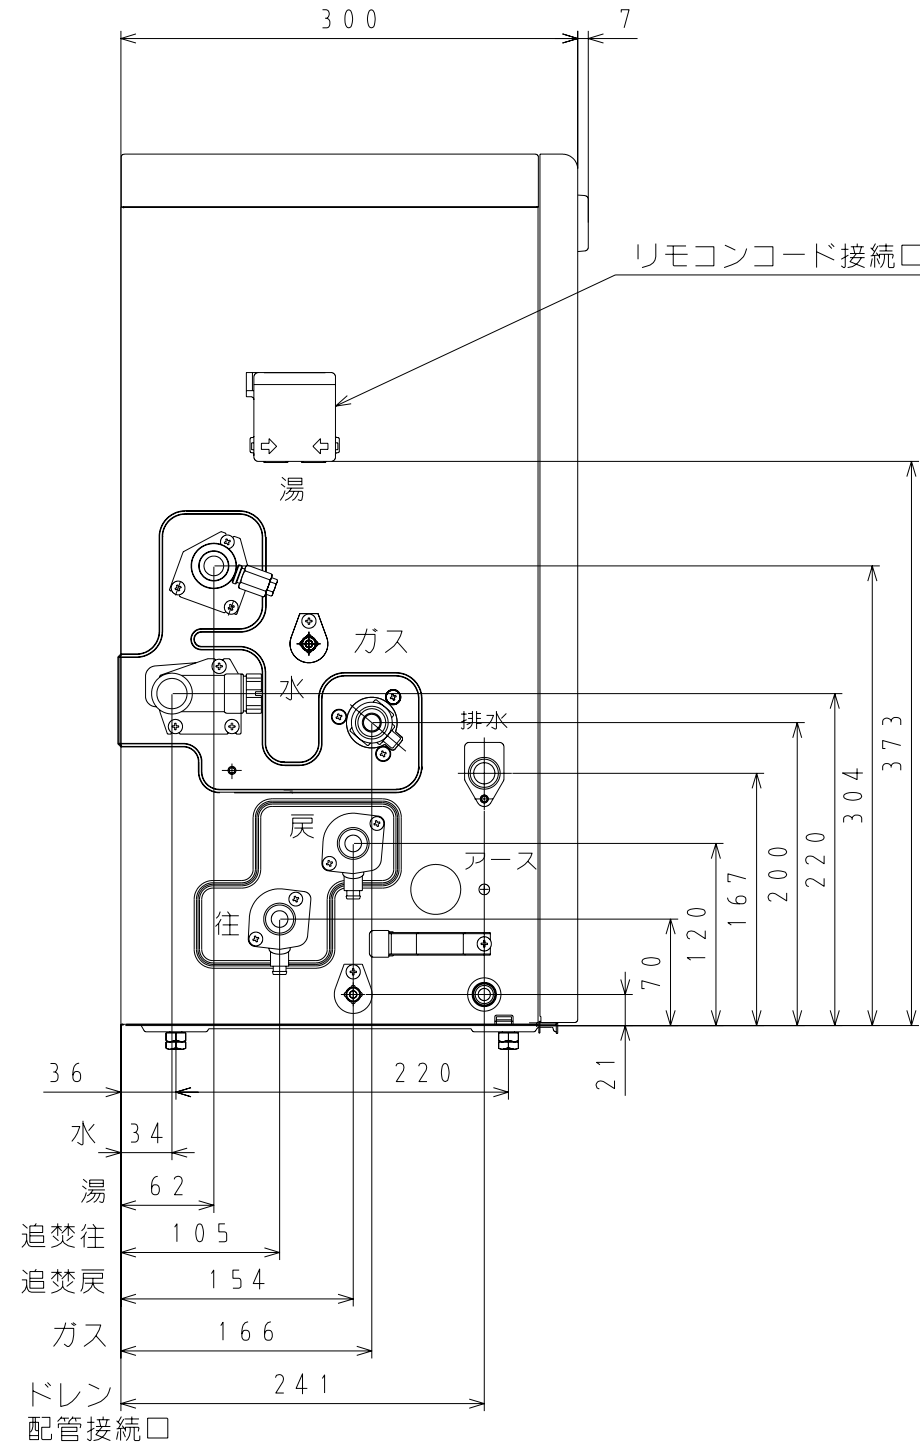 300
7
リモコンコード接続口
湯
ガス
水
排水
戻
アース
往
373
304
220
200
167
120
70
21
36
220
水 34
湯 62
追焚往 105
追焚戻 154
ガス 166
ドレン 241
配管接続口